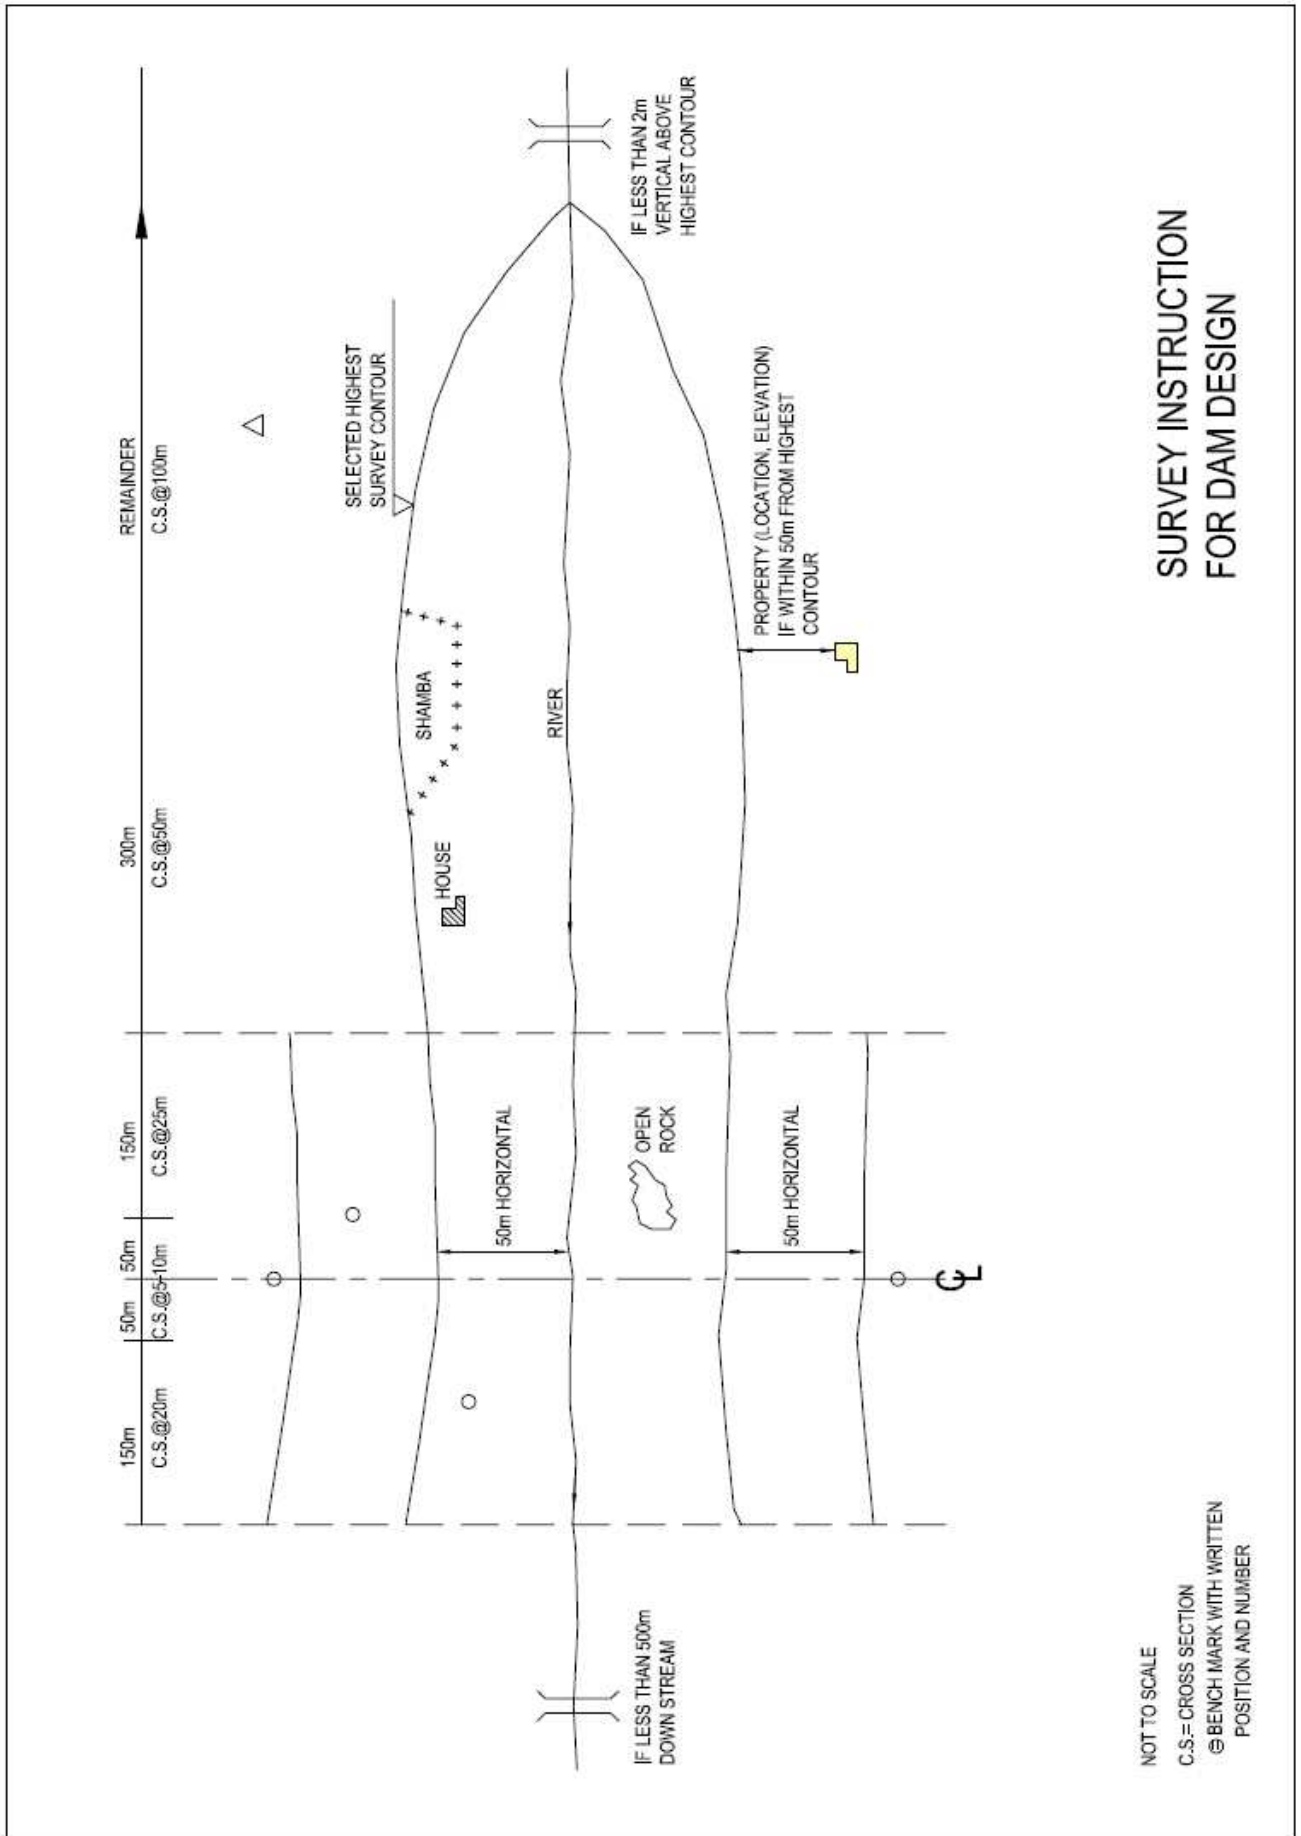 150m
50m
50m
150m
300m
REMAINDER
C.S.@20m
C.S.@5-10m
C.S.@25m
C.S.@50m
C.S.@100m
SELECTED HIGHEST
SURVEY CONTOUR
SHAMBA
HOUSE
50m HORIZONTAL
RIVER
IF LESS THAN 500m
DOWN STREAM
OPEN
ROCK
IF LESS THAN 2m
VERTICAL ABOVE
HIGHEST CONTOUR
50m HORIZONTAL
PROPERTY (LOCATION, ELEVATION)
IF WITHIN 50m FROM HIGHEST
CONTOUR
CL
NOT TO SCALE
C.S.= CROSS SECTION
BENCH MARK WITH WRITTEN
POSITION AND NUMBER
SURVEY INSTRUCTION
FOR DAM DESIGN